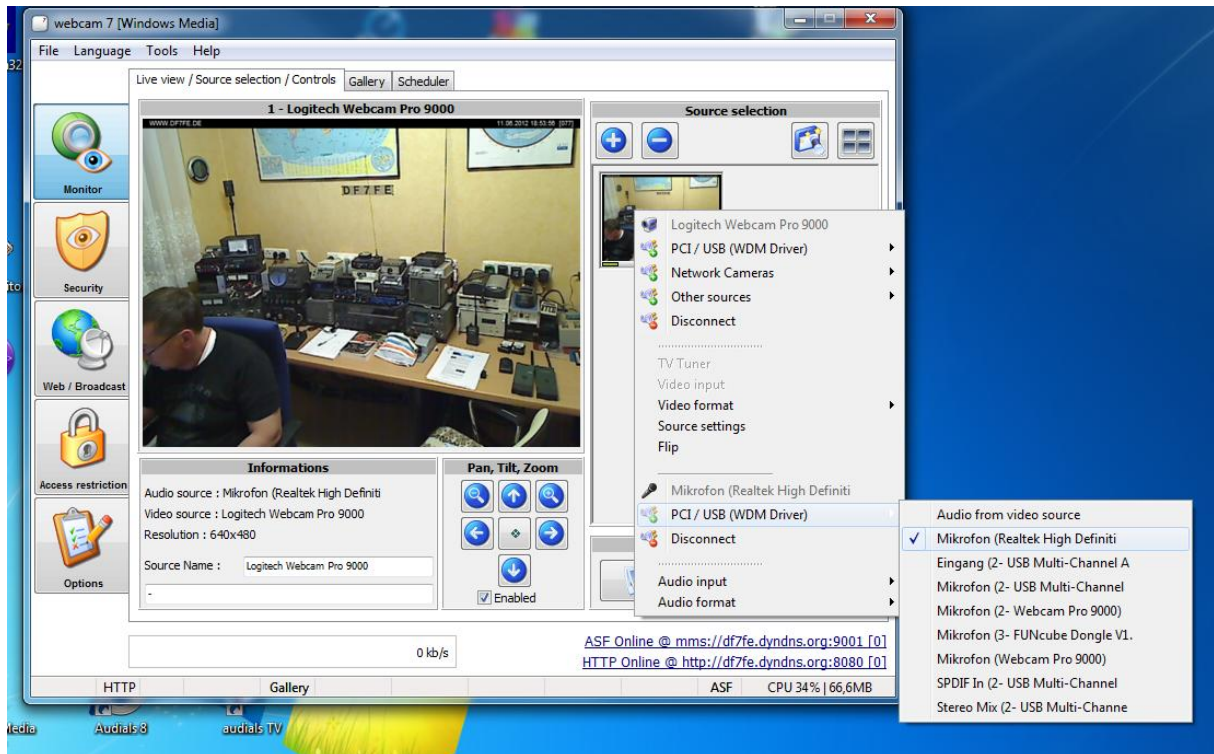 webcam 7 [Windows Media]
File Language Tools Help
Live view / Source selection / Controls Gallery Scheduler
1 - Logitech Webcam Pro 9000
WWW.DF7FE.DE 11.06.2012 18:53:56 [077]
DF7FE
Monitor
Security
Web / Broadcast
Access restriction
Options
Informations
Audio source : Mikrofon (Realtek High Definiti
Video source : Logitech Webcam Pro 9000
Resolution : 640x480
Source Name : Logitech Webcam Pro 9000
-
Pan, Tilt, Zoom
Enabled
Source selection
Logitech Webcam Pro 9000
PCI / USB (WDM Driver)
Network Cameras
Other sources
Disconnect
TV Tuner
Video input
Video format
Source settings
Flip
Mikrofon (Realtek High Definiti
PCI / USB (WDM Driver)
Disconnect
Audio input
Audio format
Audio from video source
Mikrofon (Realtek High Definiti
Eingang (2- USB Multi-Channel A
Mikrofon (2- USB Multi-Channel
Mikrofon (2- Webcam Pro 9000)
Mikrofon (3- FUNcube Dongle V1.
Mikrofon (Webcam Pro 9000)
SPDIF In (2- USB Multi-Channel
Stereo Mix (2- USB Multi-Channe
0 kb/s
ASF Online @ mms://df7fe.dyndns.org:9001 [0]
HTTP Online @ http://df7fe.dyndns.org:8080 [0]
HTTP Gallery ASF CPU 34% | 66,6MB
Audials 8 audials TV